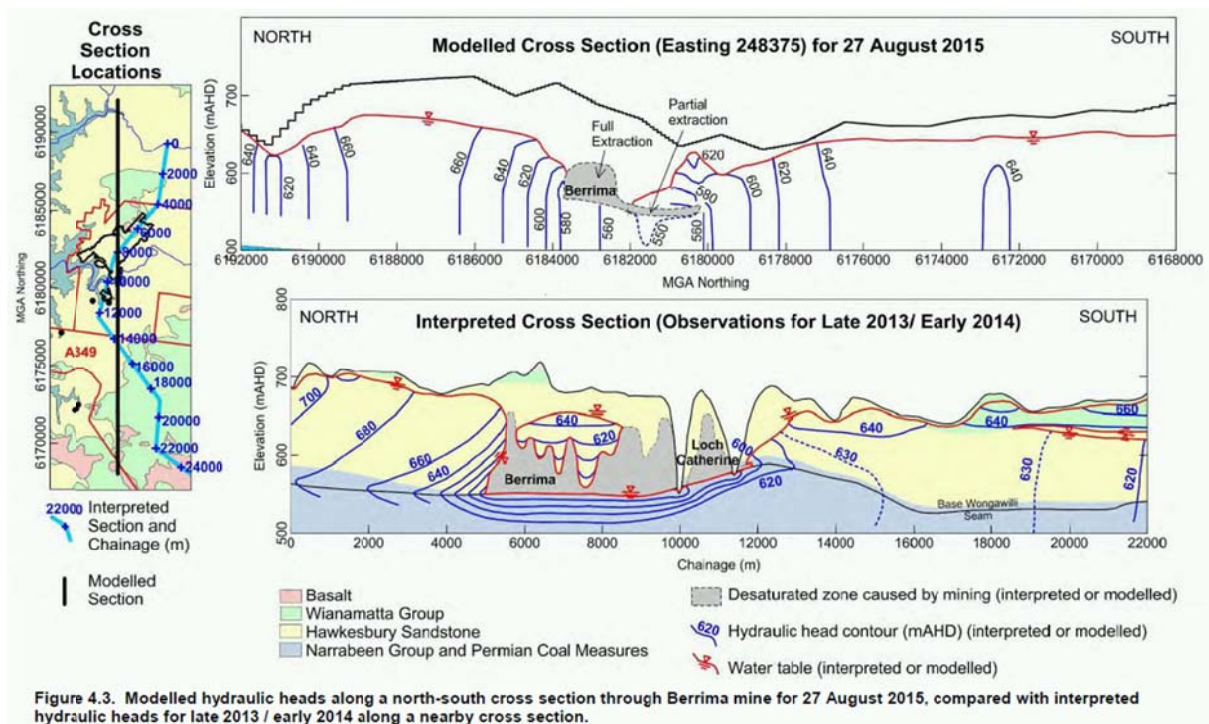 Cross
Section
Locations
MGA Northing
6190000
6185000
6180000
6175000
6170000
0
2000
4000
6000
8000
10000
12000
14000
16000
18000
20000
22000
24000
A349
22000 Interpreted
Section and
Chainage (m)
Modelled
Section
NORTH
Modelled Cross Section (Easting 248375) for 27 August 2015
SOUTH
Elevation (mAHD)
700
600
500
640
620
640
660
660
640
620
600
580
Full
Extraction
Partial
extraction
Berrima
560
550
560
580
620
600
620
640
640
6192000
6190000
6188000
6186000
6184000
6182000
6180000
6178000
6176000
6174000
6172000
6170000
6168000
MGA Northing
NORTH
Interpreted Cross Section (Observations for Late 2013/ Early 2014)
SOUTH
Elevation (mAHD)
800
700
600
500
700
680
660
640
640
620
Berrima
Loch
Catherine
600
620
630
640
640
660
630
620
Base Wongawilli
Seam
0
2000
4000
6000
8000
10000
12000
14000
16000
18000
20000
22000
Chainage (m)
Basalt
Wianamatta Group
Hawkesbury Sandstone
Narrabeen Group and Permian Coal Measures
Desaturated zone caused by mining (interpreted or modelled)
620 Hydraulic head contour (mAHD) (interpreted or modelled)
Water table (interpreted or modelled)
Figure 4.3. Modelled hydraulic heads along a north-south cross section through Berrima mine for 27 August 2015, compared with interpreted
hydraulic heads for late 2013 / early 2014 along a nearby cross section.